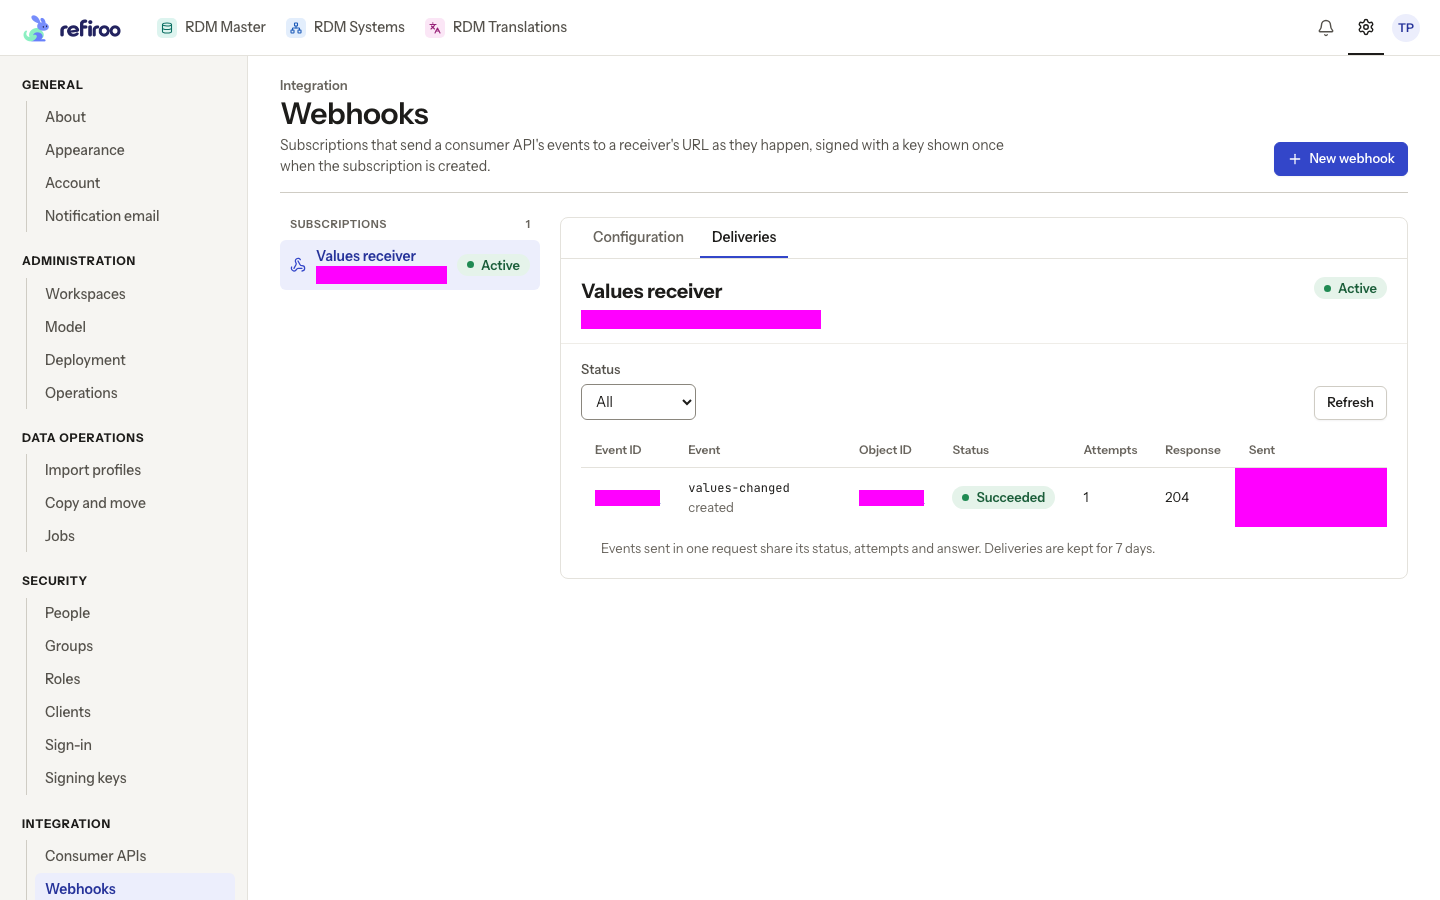 refiroo
RDM Master
RDM Systems
RDM Translations
TP
GENERAL
About
Appearance
Account
Notification email
ADMINISTRATION
Workspaces
Model
Deployment
Operations
DATA OPERATIONS
Import profiles
Copy and move
Jobs
SECURITY
People
Groups
Roles
Clients
Sign-in
Signing keys
INTEGRATION
Consumer APIs
Webhooks
Integration
Webhooks
Subscriptions that send a consumer API's events to a receiver's URL as they happen, signed with a key shown once
when the subscription is created.
New webhook
SUBSCRIPTIONS 1
Values receiver
Active
Configuration Deliveries
Values receiver
Active
Status
All
Refresh
Event ID Event Object ID Status Attempts Response Sent
values-changed
created
Succeeded 1 204
Events sent in one request share its status, attempts and answer. Deliveries are kept for 7 days.